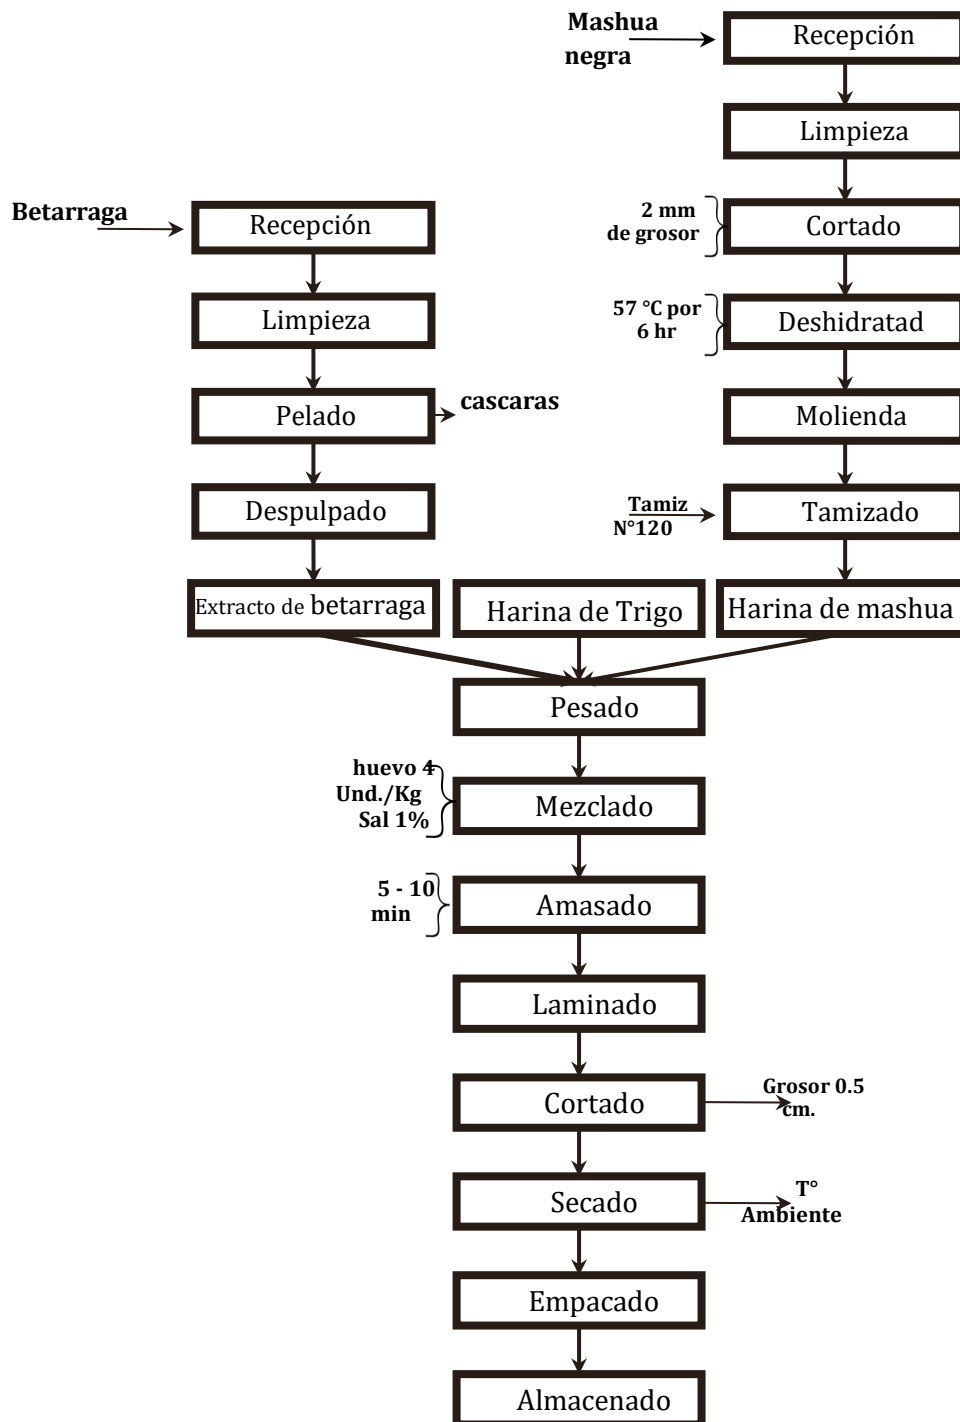 Mashua
negra
Recepción
Limpieza
2 mm
de grosor
Cortado
57 °C por
6 hr
Deshidratad
Molienda
Tamiz
N°120
Tamizado
Harina de mashua
Betarraga
Recepción
Limpieza
Pelado
cascaras
Despulpado
Extracto de betarraga
Harina de Trigo
Pesado
huevo 4
Und./Kg
Sal 1%
Mezclado
5 - 10
min
Amasado
Laminado
Cortado
Grosor 0.5
cm.
Secado
T°
Ambiente
Empacado
Almacenado